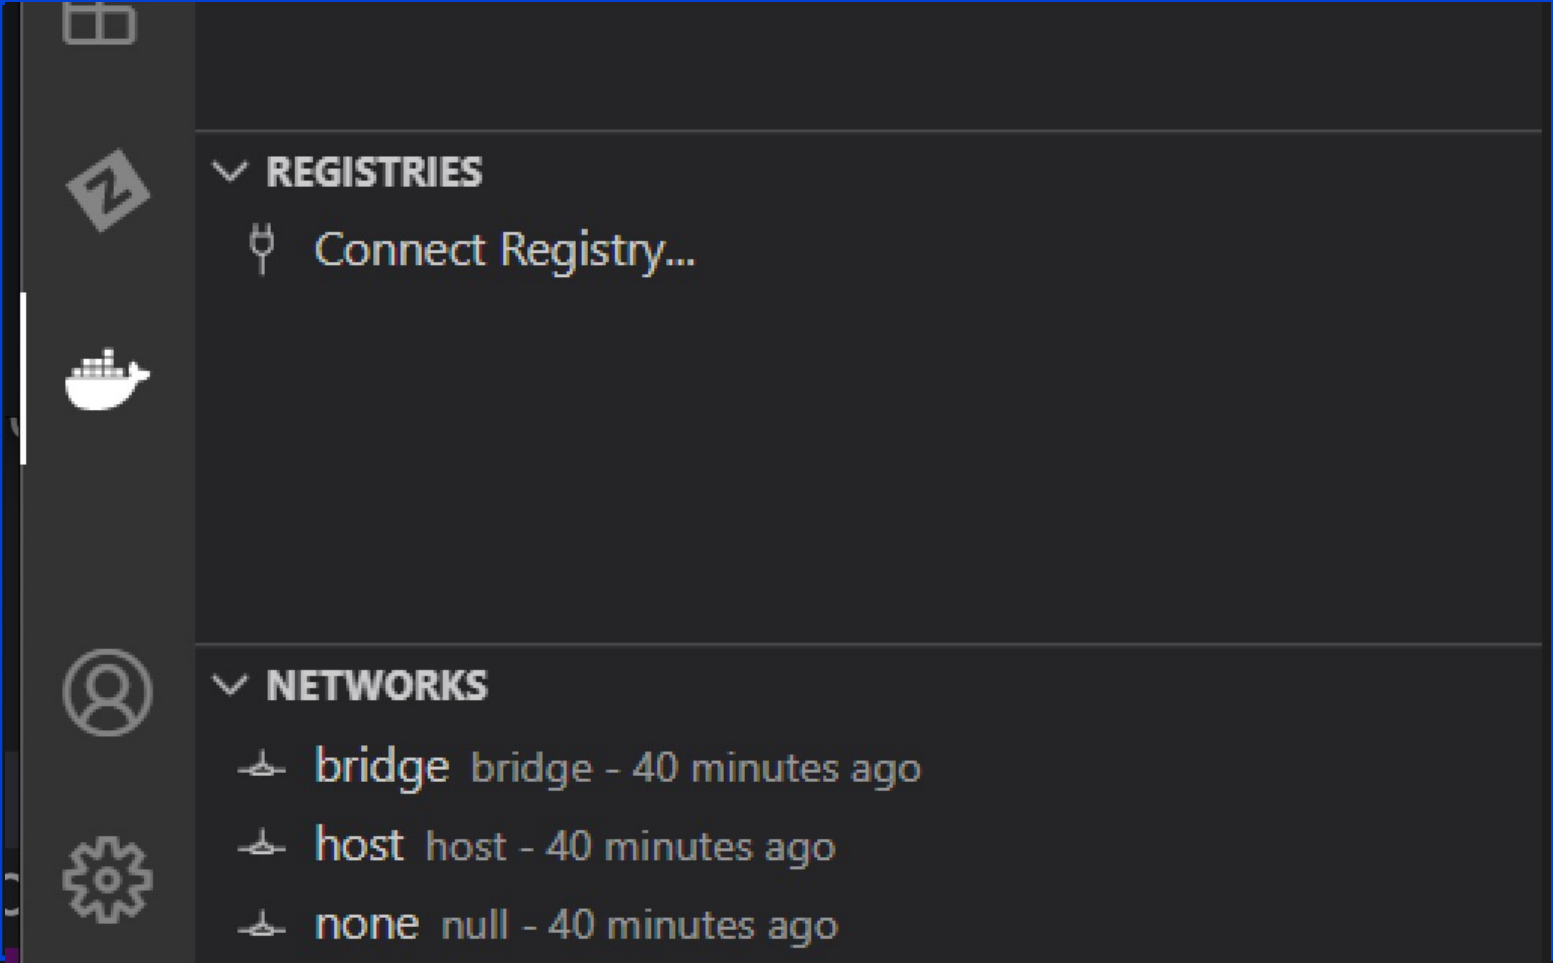 REGISTRIES
Connect Registry...
NETWORKS
bridge bridge - 40 minutes ago
host host - 40 minutes ago
none null - 40 minutes ago